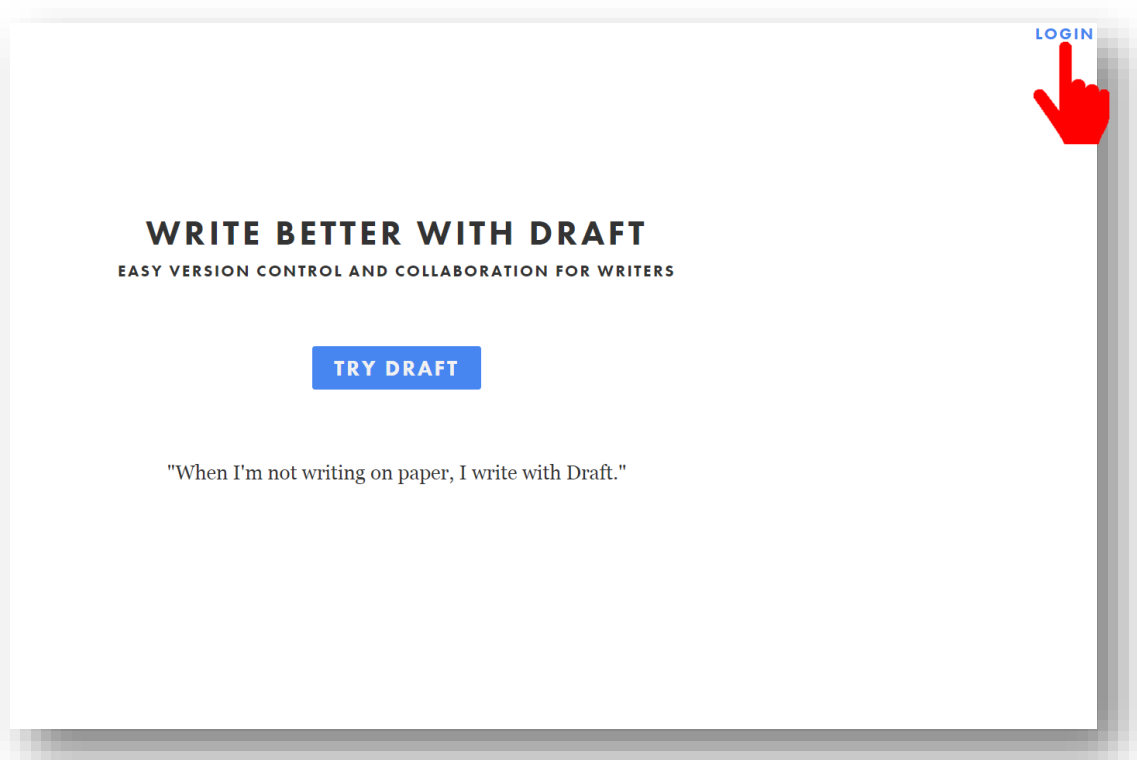 LOGIN
WRITE BETTER WITH DRAFT
EASY VERSION CONTROL AND COLLABORATION FOR WRITERS
TRY DRAFT
"When I'm not writing on paper, I write with Draft."